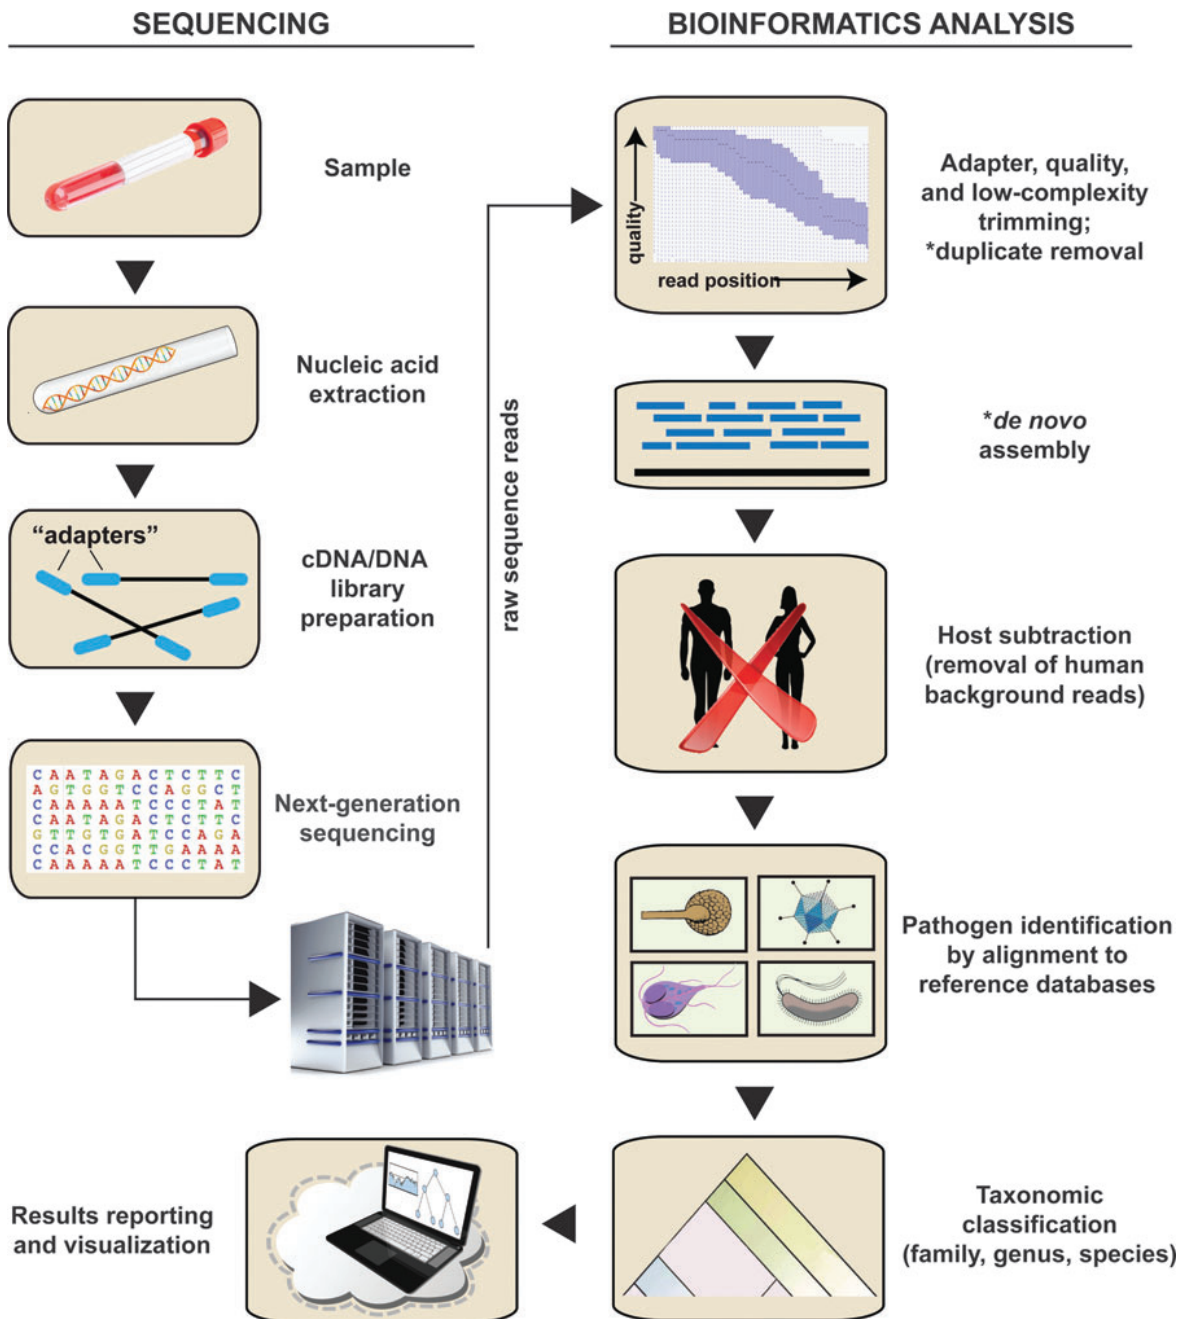 SEQUENCING
Sample
Nucleic acid
extraction
"adapters"
cDNA/DNA
library
preparation
C A A T A G A C T C T T C
A G T G G T C C A G G C T
C A A A A A T C C C T A T
C A A T A G A C T C T T C
G T T G T G A T C C A G A
C C A C G G T T G A A A A
C A A A A A T C C C T A T
Next-generation
sequencing
raw sequence reads
BIOINFORMATICS ANALYSIS
quality
read position
Adapter, quality,
and low-complexity
trimming;
*duplicate removal
*de novo
assembly
Host subtraction
(removal of human
background reads)
Pathogen identification
by alignment to
reference databases
Taxonomic
classification
(family, genus, species)
Results reporting
and visualization